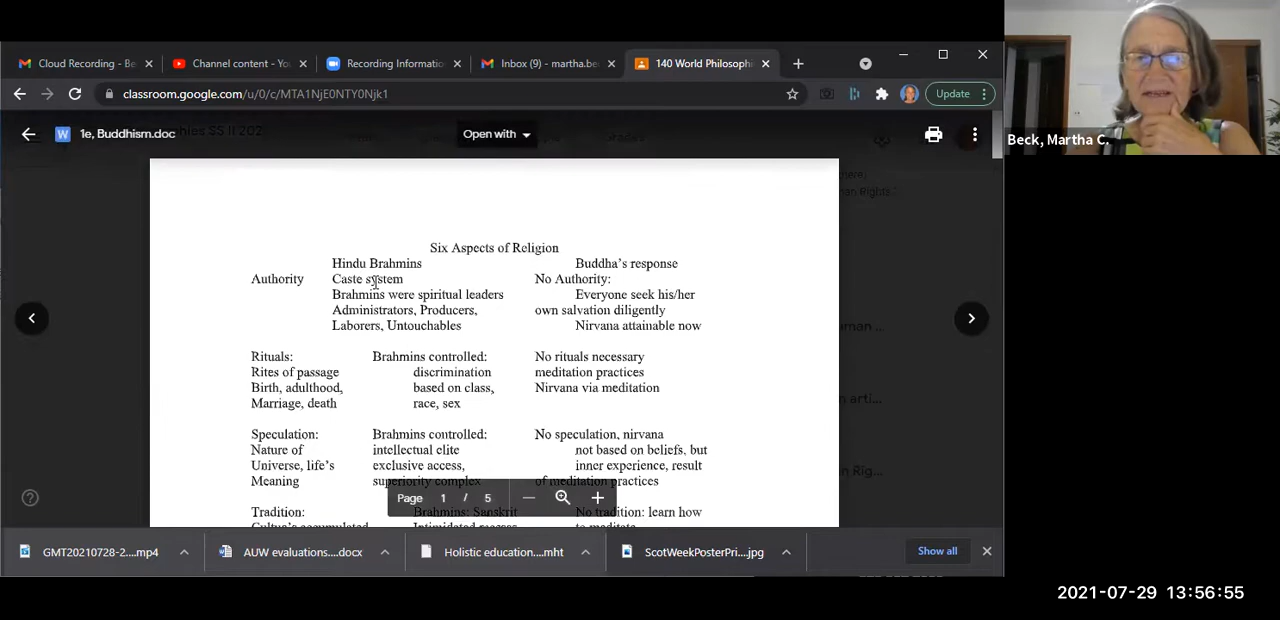 Cloud Recording - Be
Channel content - Yo
Recording Informatio
Inbox (9) - martha.be
140 World Philosophi
classroom.google.com/u/0/c/MTA1NjE0NTY0Njk1
Update
1e, Buddhism.doc
Open with
Beck, Martha C.
Six Aspects of Religion
Hindu Brahmins Buddha's response
Authority Caste system No Authority:
Brahmins were spiritual leaders Everyone seek his/her
Administrators, Producers, own salvation diligently
Laborers, Untouchables Nirvana attainable now
Rituals: Brahmins controlled: No rituals necessary
Rites of passage discrimination meditation practices
Birth, adulthood, based on class, Nirvana via meditation
Marriage, death race, sex
Speculation: Brahmins controlled: No speculation, nirvana
Nature of intellectual elite not based on beliefs, but
Universe, life's exclusive access, inner experience, result
Meaning superiority complex of meditation practices
Page 1 / 5
Tradition: Brahmins: Sanskrit No tradition: learn how
GMT20210728-2....mp4
AUW evaluations....docx
Holistic education....mht
ScotWeekPosterPri....jpg
Show all
2021-07-29 13:56:55